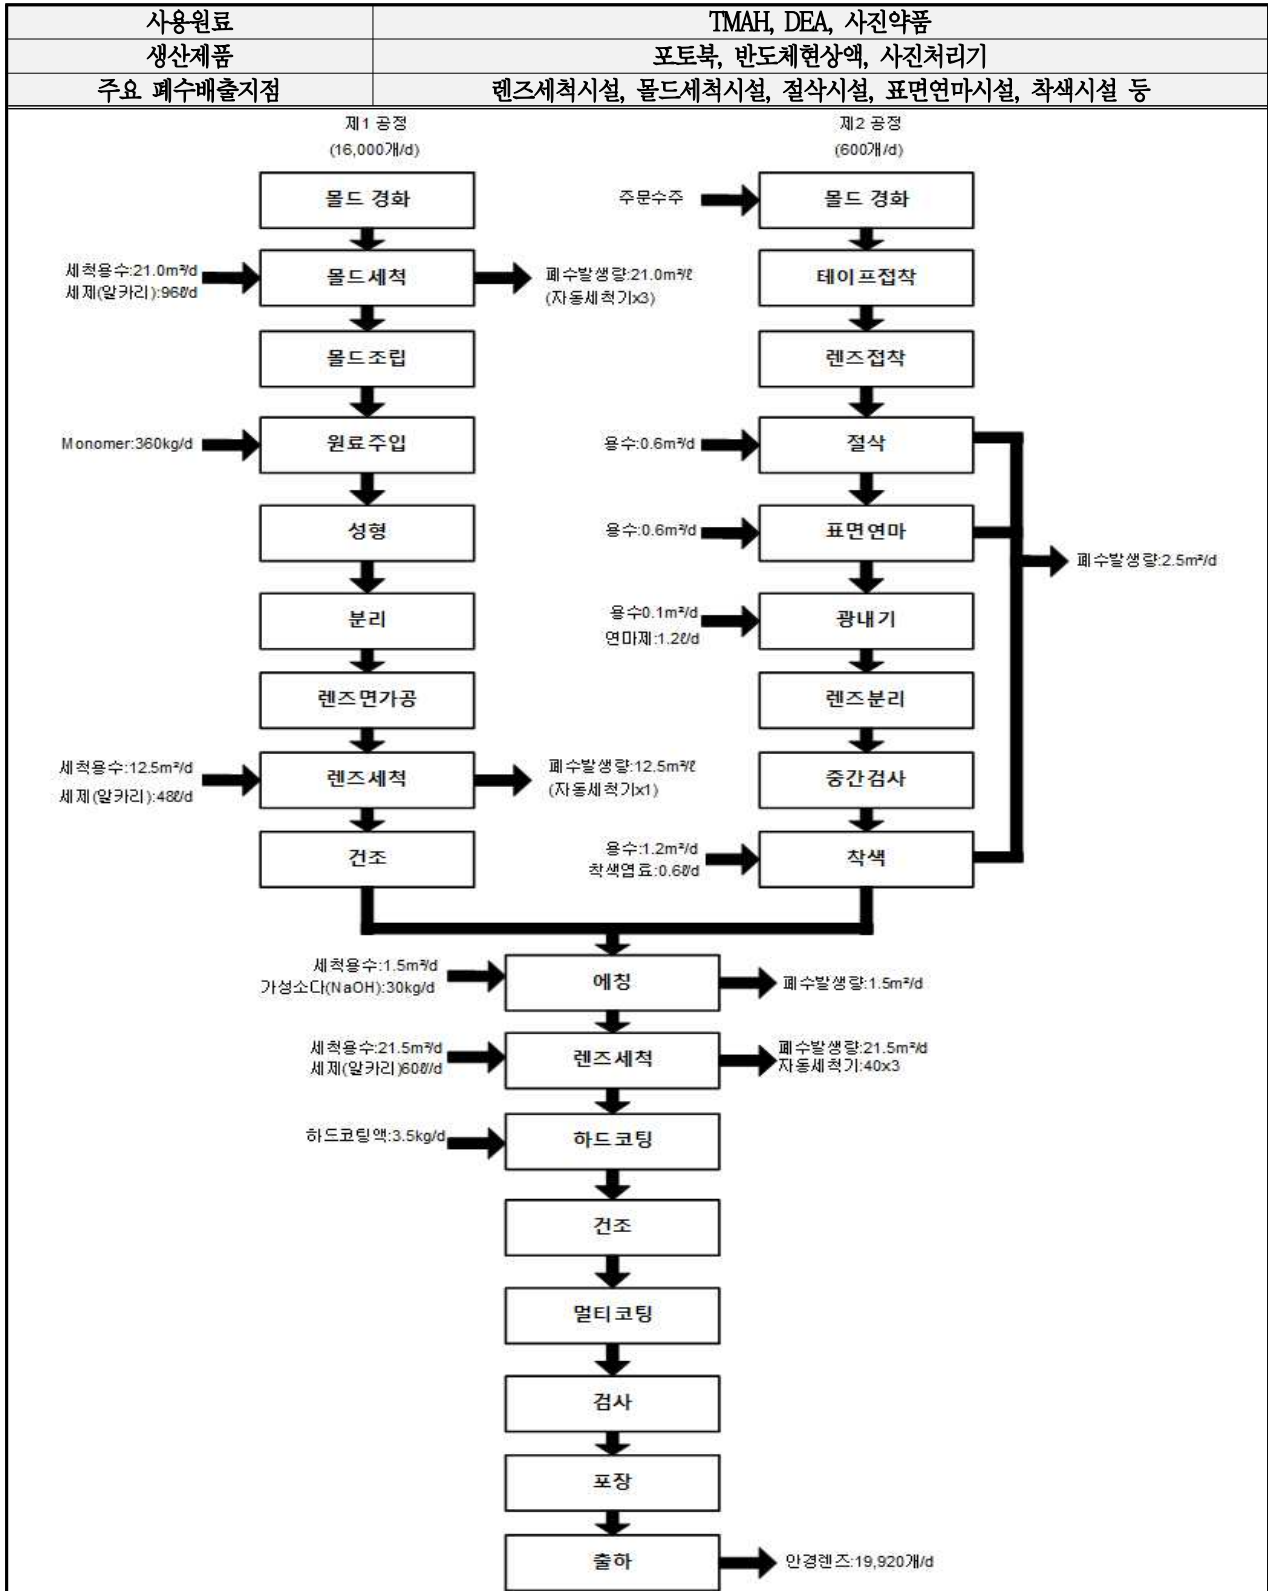 사용원료 TMAH, DEA, 사진약품
생산제품 포토북, 반도체현상액, 사진처리기
주요 폐수배출지점 렌즈세척시설, 몰드세척시설, 절삭시설, 표면연마시설, 착색시설 등
제1 공정
(16,000개/d)
몰드 경화
세척용수:21.0m²/d
세제(알카리):96ℓ/d
몰드세척
폐수발생량:21.0m²/ℓ
(자동세척기x3)
몰드조립
Monomer:360kg/d
원료주입
성형
분리
렌즈면가공
세척용수:12.5m²/d
세제(알카리):48ℓ/d
렌즈세척
폐수발생량:12.5m²/ℓ
(자동세척기x1)
건조
제2 공정
(600개/d)
주문수주
몰드 경화
테이프접착
렌즈접착
용수:0.6m²/d
절삭
용수:0.6m²/d
표면연마
폐수발생량:2.5m²/d
용수0.1m²/d
연마제:1.2ℓ/d
광내기
렌즈분리
중간검사
용수:1.2m²/d
착색염료:0.6ℓ/d
착색
세척용수:1.5m²/d
가성소다(NaOH):30kg/d
에칭
폐수발생량:1.5m²/d
세척용수:21.5m²/d
세제(알카리)60ℓ/d
렌즈세척
폐수발생량:21.5m²/d
자동세척기:40x3
하드코팅액:3.5kg/d
하드코팅
건조
멀티코팅
검사
포장
출하
안경렌즈:19,920개/d